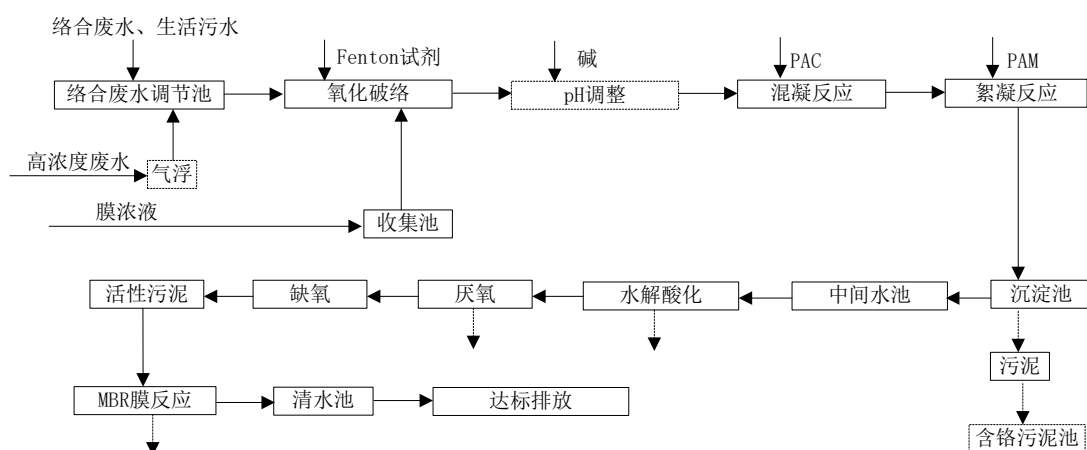 络合废水、生活污水
Fenton试剂
碱
PAC
PAM
络合废水调节池
氧化破络
pH调整
混凝反应
絮凝反应
高浓度废水
气浮
膜浓液
收集池
活性污泥
缺氧
厌氧
水解酸化
中间水池
沉淀池
污泥
MBR膜反应
清水池
达标排放
含铬污泥池